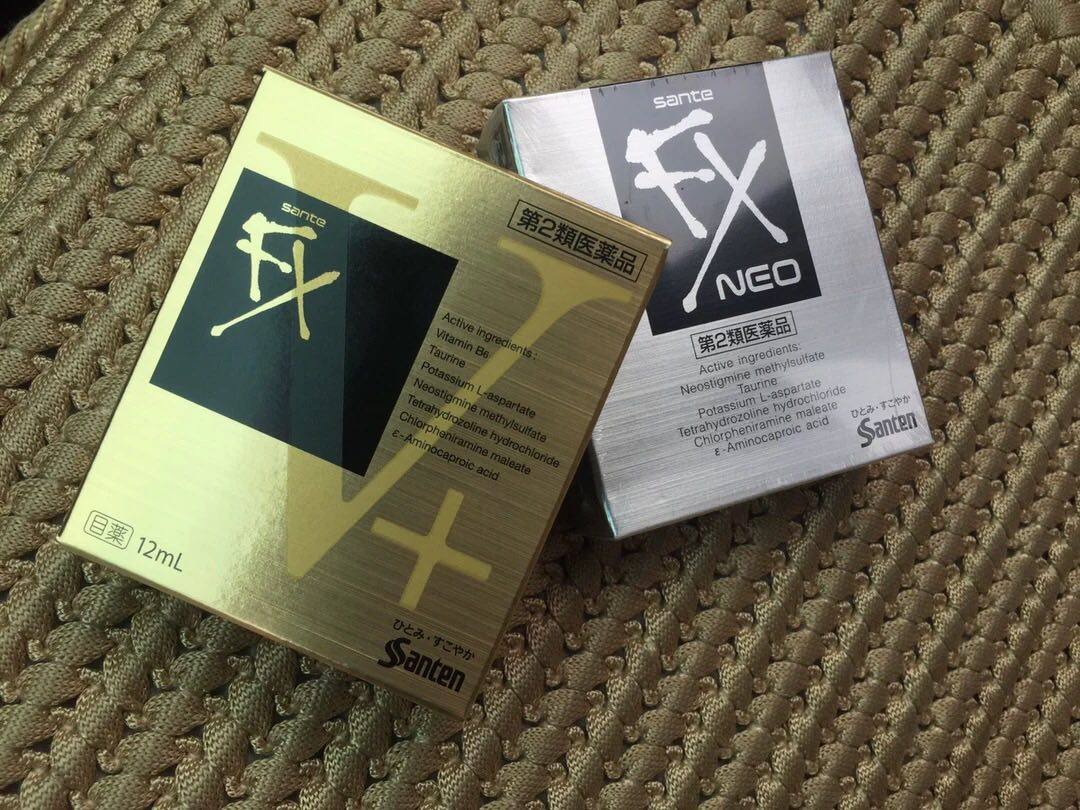 sante
FX
V+
第2類医薬品
Active ingredients:
Vitamin B6
Taurine
Potassium L-aspartate
Neostigmine methylsulfate
Tetrahydrozoline hydrochloride
Chlorpheniramine maleate
ε-Aminocaproic acid
目薬 12mL
ひとみ・すこやか
Santen
sante
FX
NEO
第2類医薬品
Active ingredients:
Neostigmine methylsulfate
Taurine
Potassium L-aspartate
Tetrahydrozoline hydrochloride
Chlorpheniramine maleate
ε-Aminocaproic acid
ひとみ・すこやか
Santen